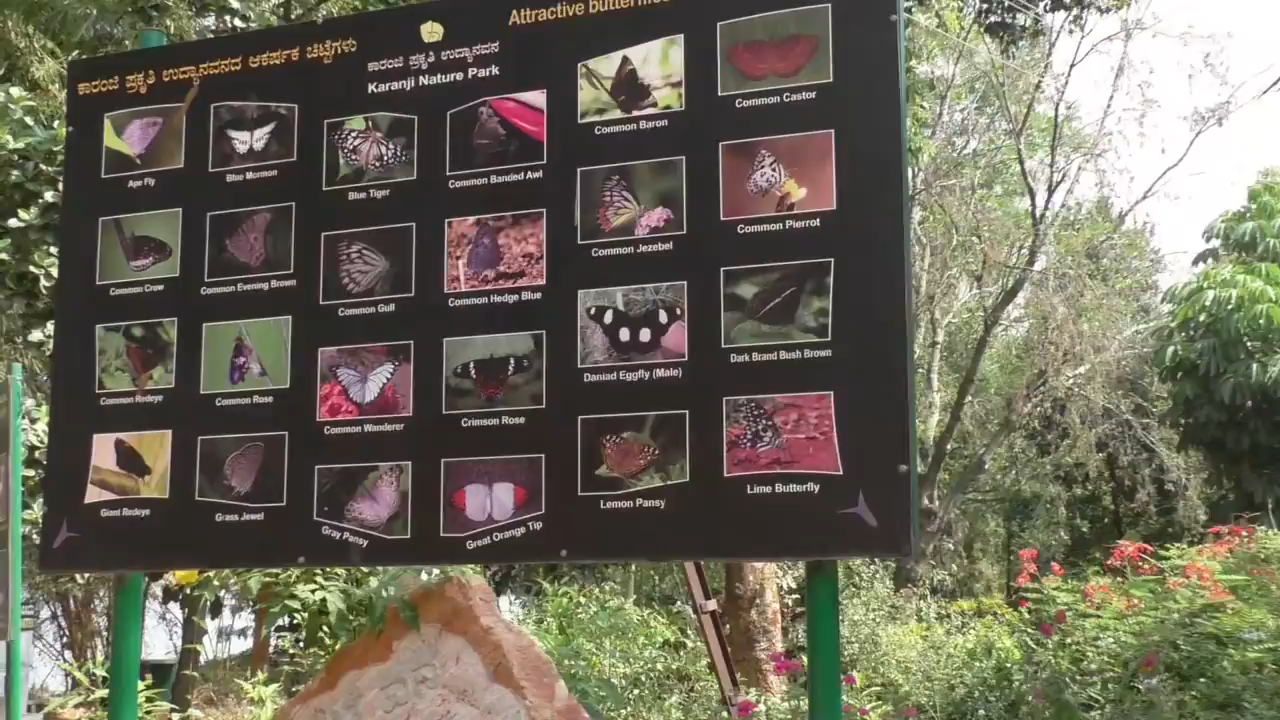 ಕಾರಂಜಿ ಪ್ರಕೃತಿ ಉದ್ಯಾನವನದ ಆಕರ್ಷಕ ಚಿಟ್ಟೆಗಳು
ಕಾರಂಜಿ ಪ್ರಕೃತಿ ಉದ್ಯಾನವನ
Karanji Nature Park
Attractive butterflies
Ape Fly
Blue Mormon
Blue Tiger
Common Banded Awl
Common Baron
Common Castor
Common Crow
Common Evening Brown
Common Gull
Common Hedge Blue
Common Jezebel
Common Pierrot
Common Redeye
Common Rose
Common Wanderer
Crimson Rose
Daniad Eggfly (Male)
Dark Brand Bush Brown
Giant Redeye
Grass Jewel
Gray Pansy
Great Orange Tip
Lemon Pansy
Lime Butterfly